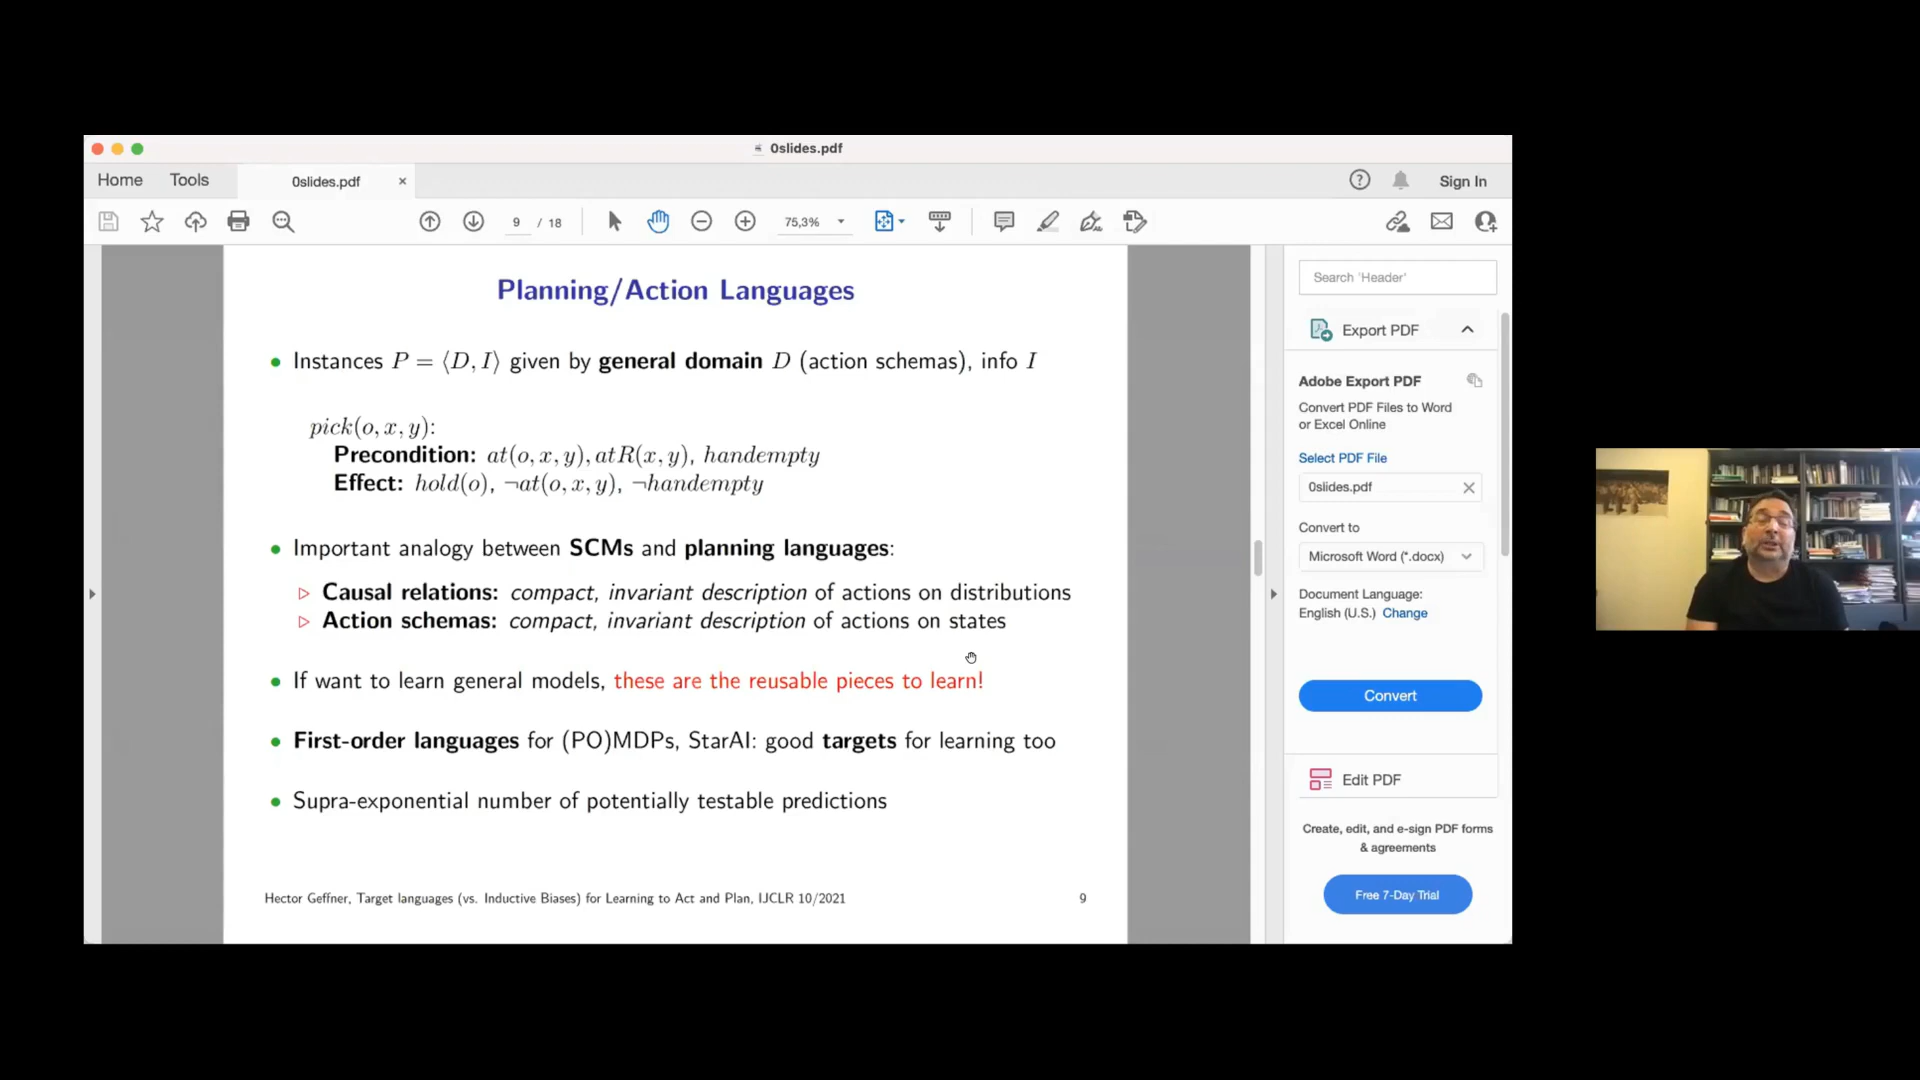 0slides.pdf
Home
Tools
0slides.pdf
Sign In
9 / 18
75,3%
Planning/Action Languages
• Instances P = ⟨D, I⟩ given by general domain D (action schemas), info I
pick(o, x, y):
Precondition: at(o, x, y), atR(x, y), handempty
Effect: hold(o), ¬at(o, x, y), ¬handempty
• Important analogy between SCMs and planning languages:
▷ Causal relations: compact, invariant description of actions on distributions
▷ Action schemas: compact, invariant description of actions on states
• If want to learn general models, these are the reusable pieces to learn!
• First-order languages for (PO)MDPs, StarAI: good targets for learning too
• Supra-exponential number of potentially testable predictions
Hector Geffner, Target languages (vs. Inductive Biases) for Learning to Act and Plan, IJCLR 10/2021
9
Search 'Header'
Export PDF
Adobe Export PDF
Convert PDF Files to Word
or Excel Online
Select PDF File
0slides.pdf
Convert to
Microsoft Word (*.docx)
Document Language:
English (U.S.) Change
Convert
Edit PDF
Create, edit, and e-sign PDF forms
& agreements
Free 7-Day Trial